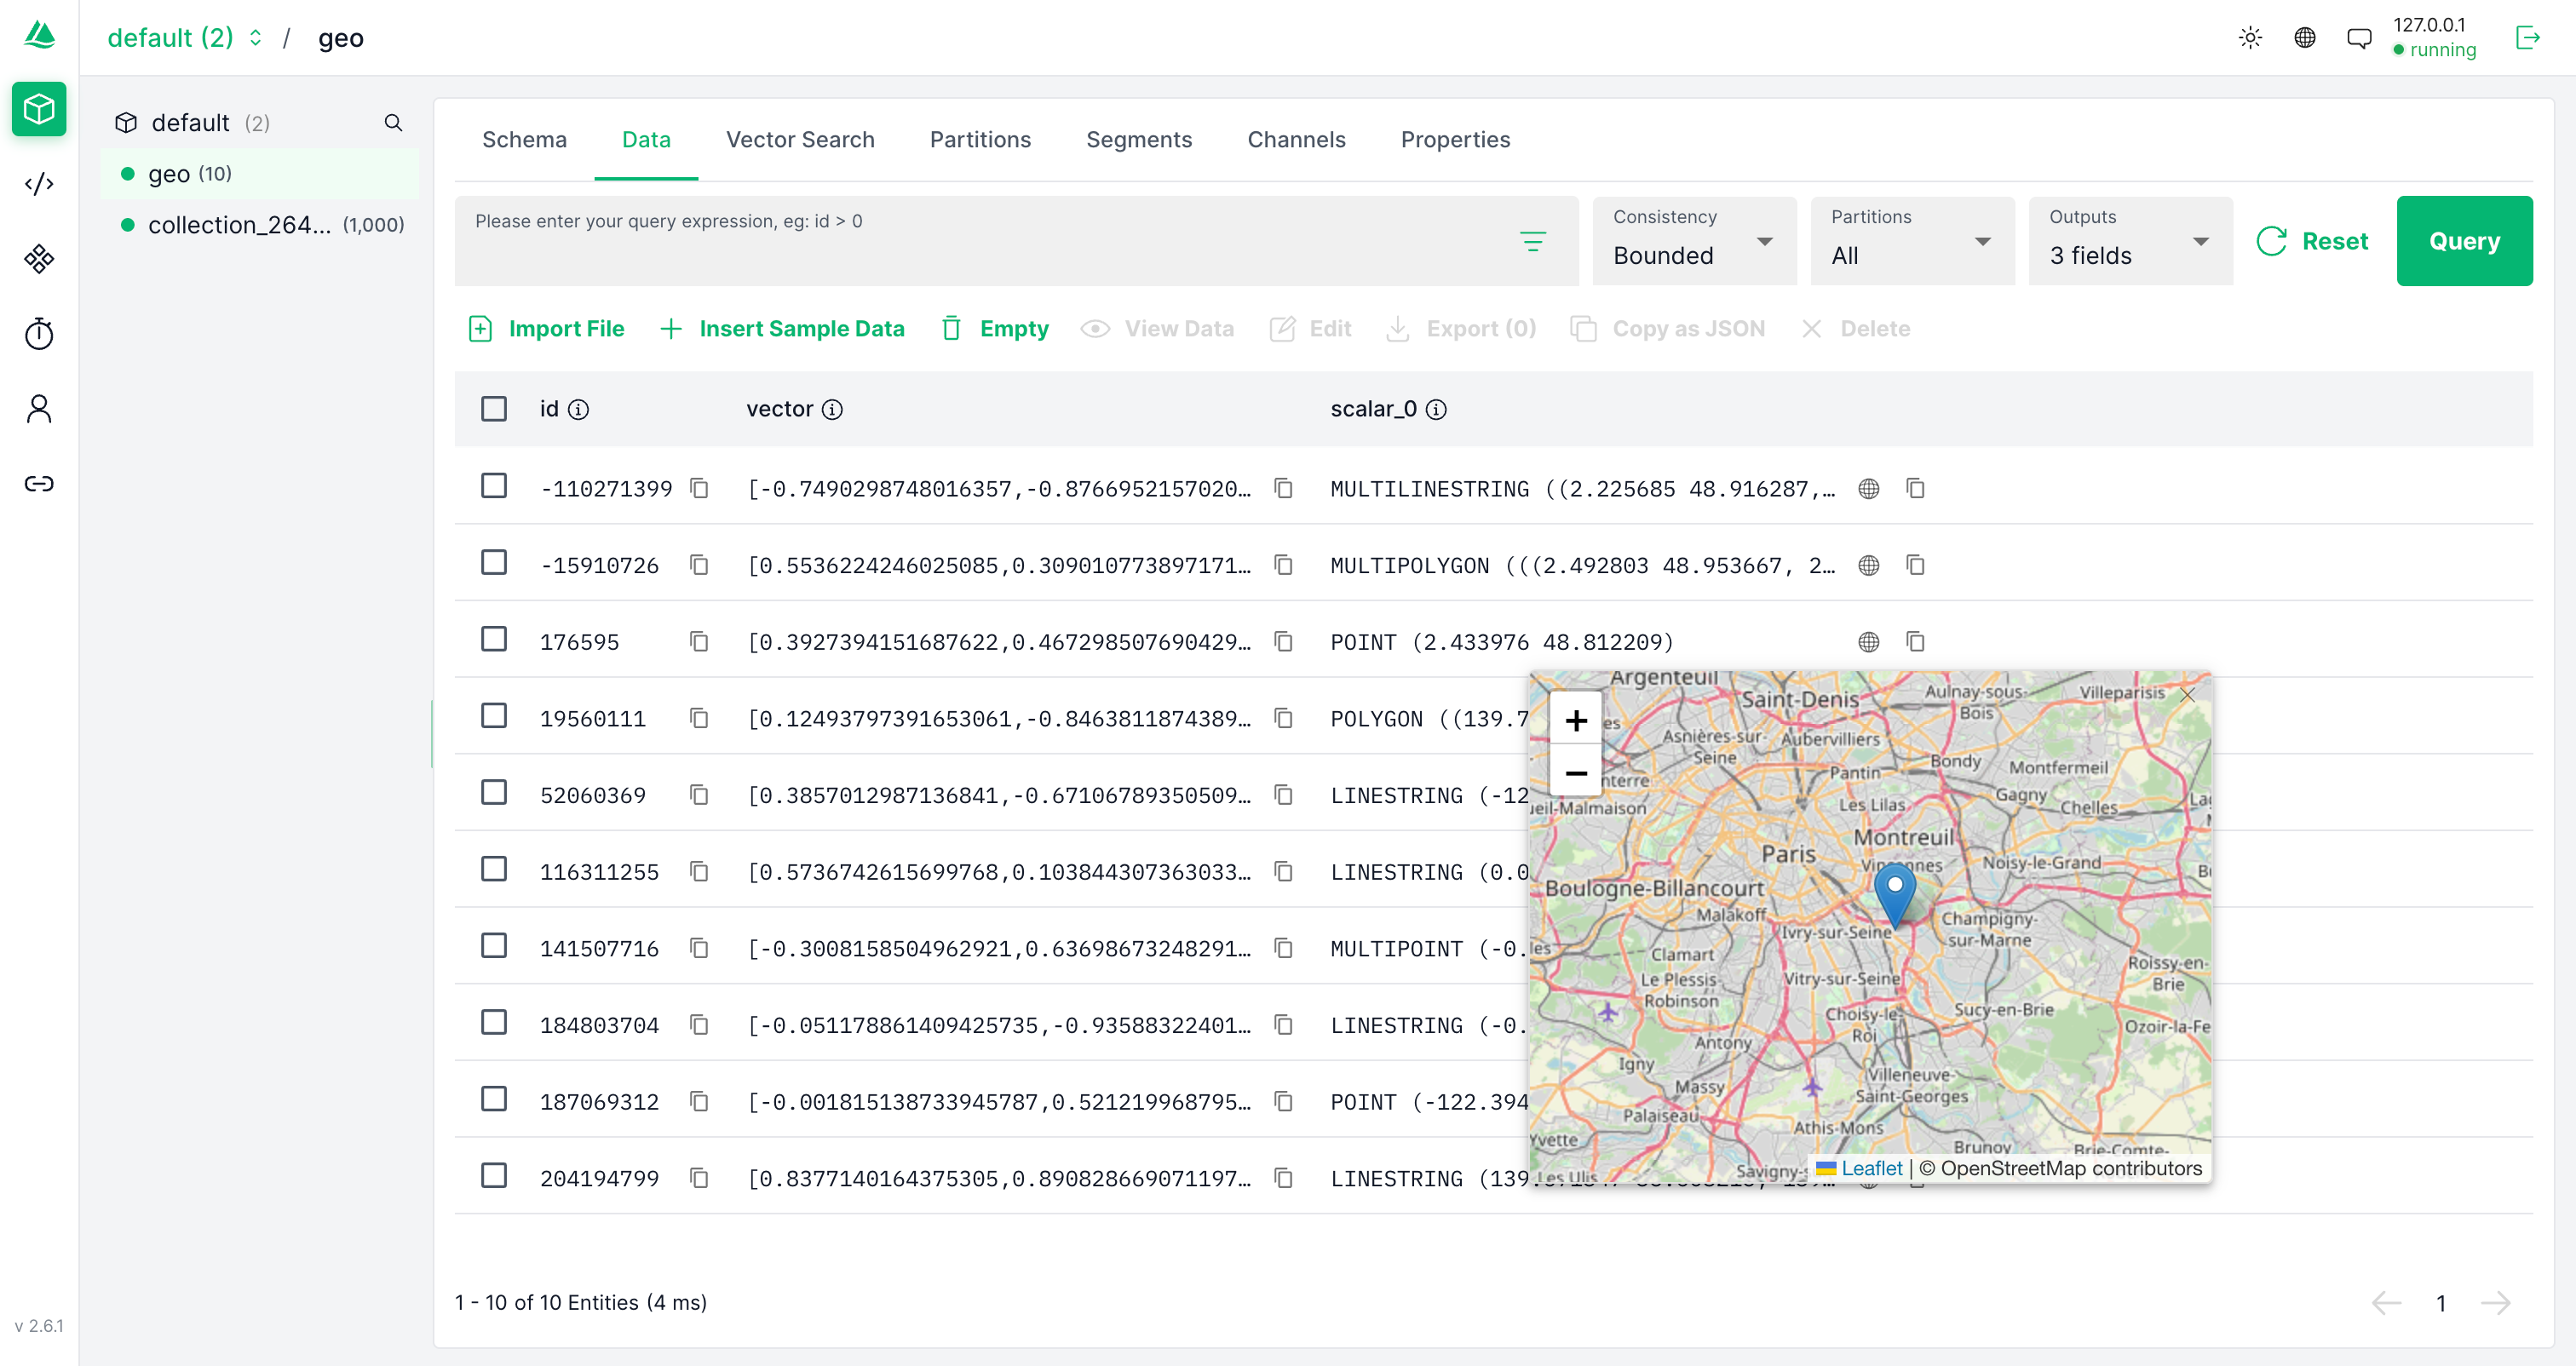 default (2) / geo
127.0.0.1
running
default (2)
geo (10)
collection_264... (1,000)
v 2.6.1
Schema Data Vector Search Partitions Segments Channels Properties
Please enter your query expression, eg: id > 0
Consistency
Bounded
Partitions
All
Outputs
3 fields
Reset
Query
Import File Insert Sample Data Empty View Data Edit Export (0) Copy as JSON Delete
id vector scalar_0
-110271399 [-0.7490298748016357,-0.8766952157020… MULTILINESTRING ((2.225685 48.916287,…
-15910726 [0.5536224246025085,0.309010773897171… MULTIPOLYGON (((2.492803 48.953667, 2…
176595 [0.3927394151687622,0.467298507690429… POINT (2.433976 48.812209)
19560111 [0.12493797391653061,-0.8463811874389… POLYGON ((139.7
52060369 [0.3857012987136841,-0.67106789350509… LINESTRING (-12
116311255 [0.5736742615699768,0.103844307363033… LINESTRING (0.0
141507716 [-0.3008158504962921,0.63698673248291… MULTIPOINT (-0.
184803704 [-0.051178861409425735,-0.93588322401… LINESTRING (-0.
187069312 [-0.001815138733945787,0.521219968795… POINT (-122.394
204194799 [0.8377140164375305,0.890828669071197… LINESTRING (139
+
−
Argenteuil
Saint-Denis
Aulnay-sous-
Bois
Villeparisis
Asnières-sur-
Seine
Aubervilliers
Pantin
Bondy
Montfermeil
nterre
Les Lilas
Gagny
Chelles
ueil-Malmaison
Montreuil
Paris
Vincennes
Noisy-le-Grand
Boulogne-Billancourt
Malakoff
Ivry-sur-Seine
Champigny-
sur-Marne
Clamart
Le Plessis-
Robinson
Vitry-sur-Seine
Roissy-en-
Brie
Choisy-le-
Roi
Sucy-en-Brie
Ozoir-la-Fe
Antony
Igny
Massy
Villeneuve-
Saint-Georges
Palaiseau
Athis-Mons
Yvette
Brunoy
Brie-Comte-
Les Ulis
Savigny-s
Leaflet | © OpenStreetMap contributors
1 - 10 of 10 Entities (4 ms)
1